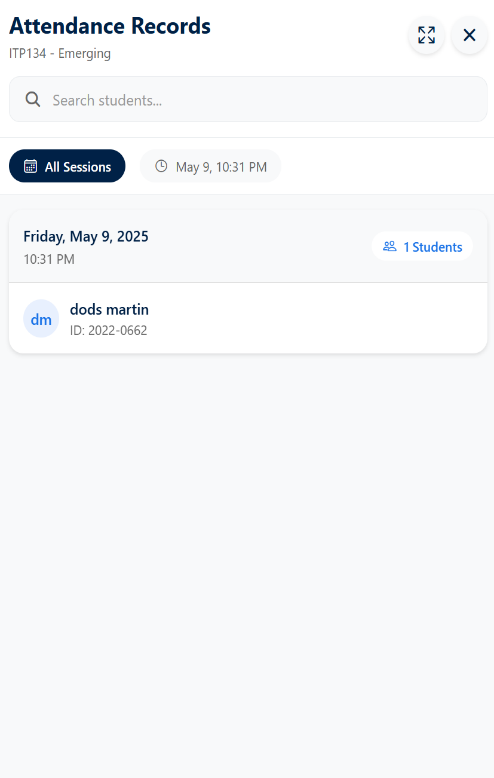 Attendance Records
ITP134 - Emerging
Search students...
All Sessions
May 9, 10:31 PM
Friday, May 9, 2025
10:31 PM
1 Students
dm
dods martin
ID: 2022-0662